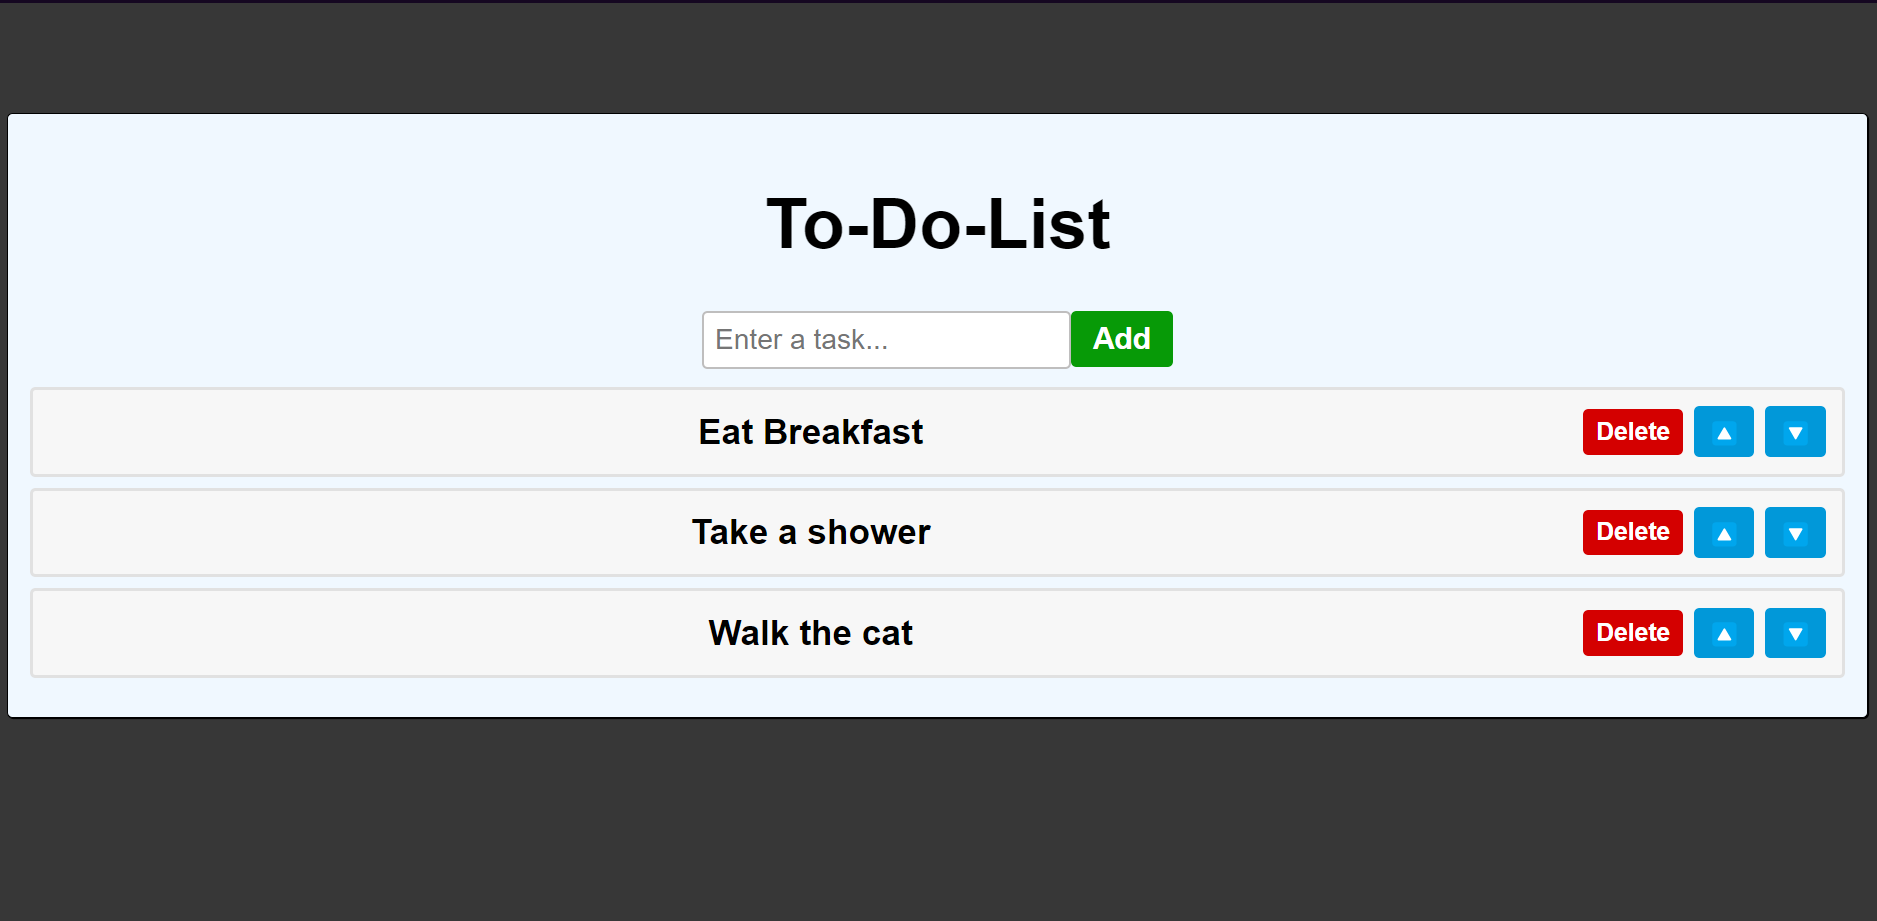 To-Do-List
Enter a task...
Add
Eat Breakfast
Delete
Take a shower
Delete
Walk the cat
Delete